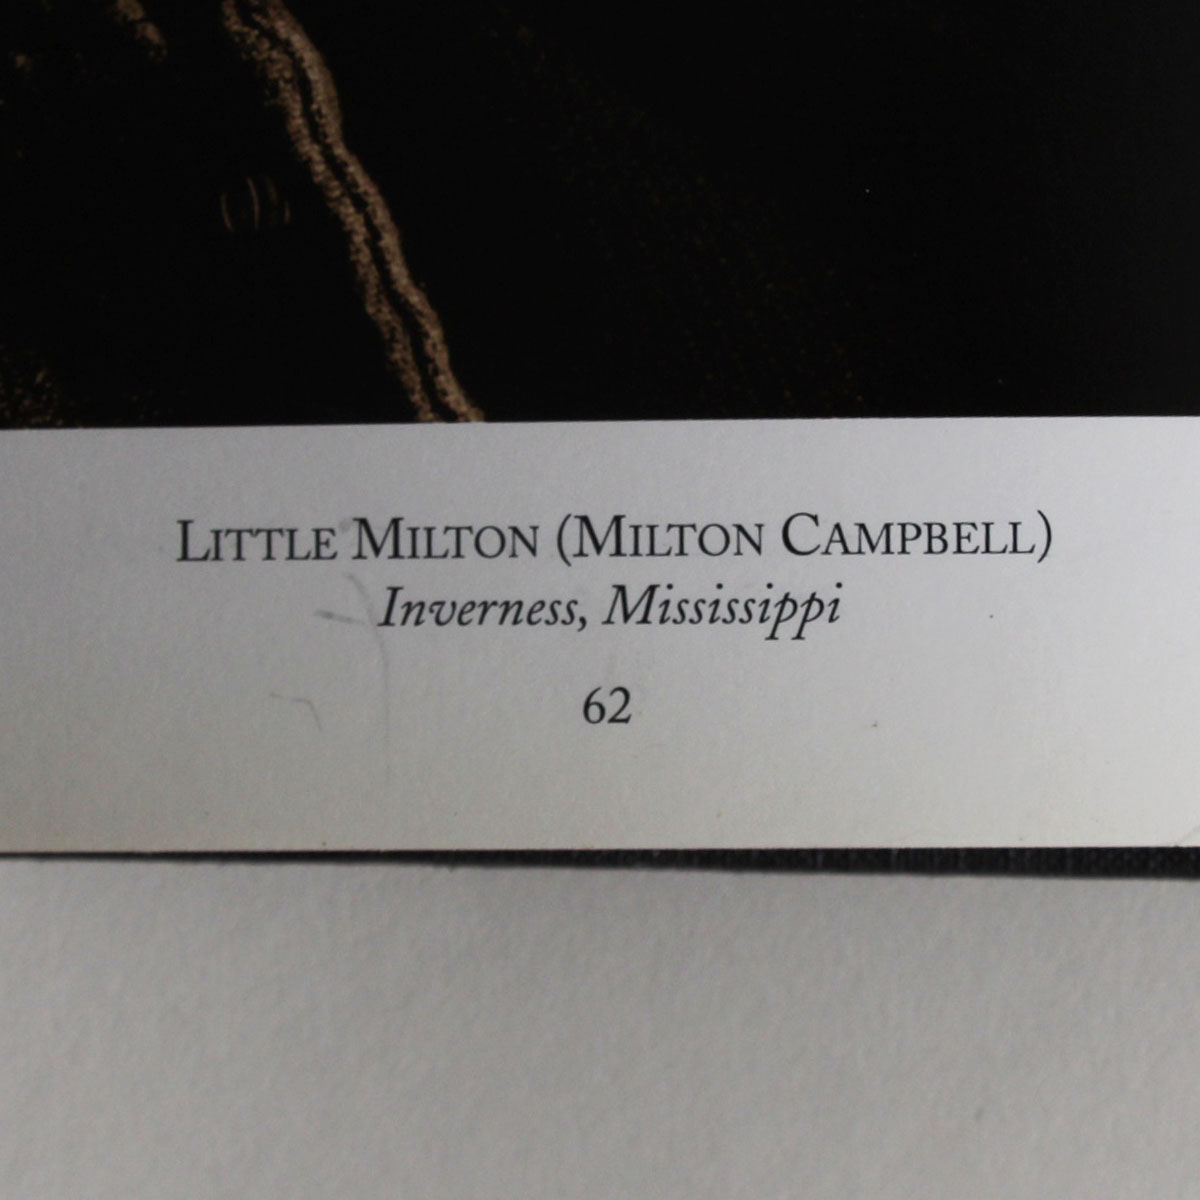 LITTLE MILTON (MILTON CAMPBELL)
Inverness, Mississippi
62